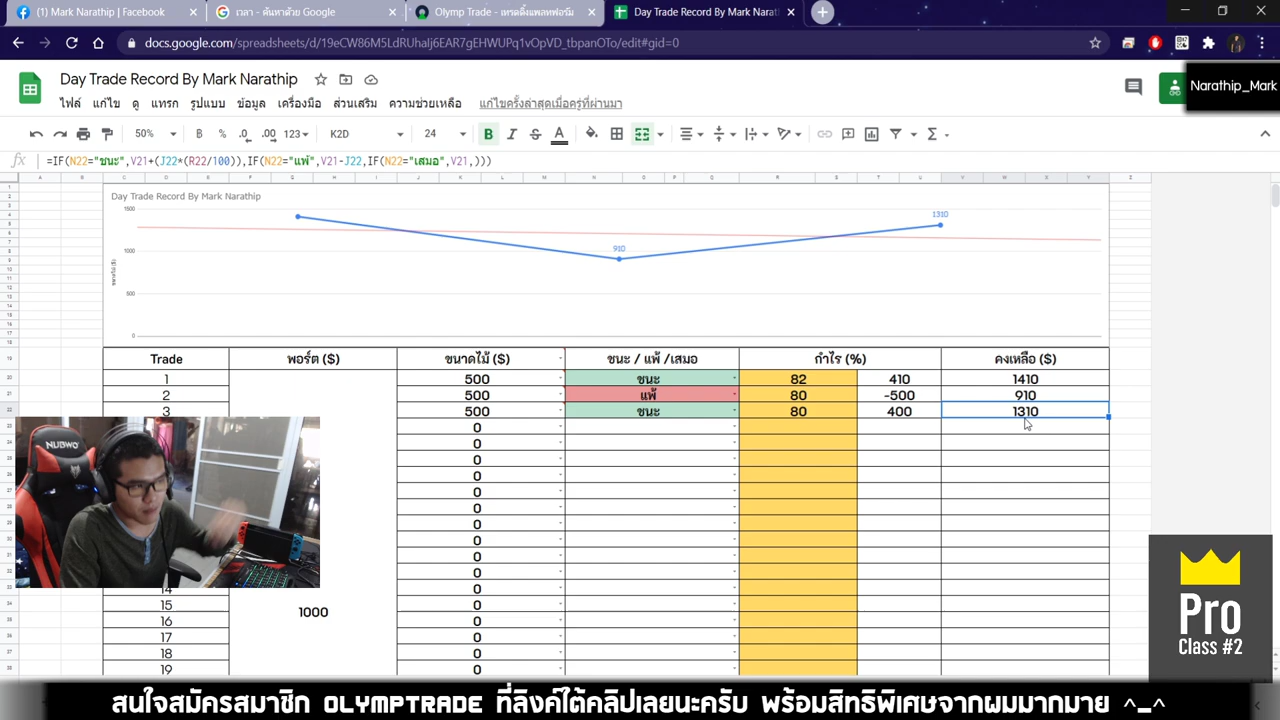 (1) Mark Narathip | Facebook
เวลา - ค้นหาด้วย Google
Olymp Trade - เทรดดิ้งแพลทฟอร์ม
Day Trade Record By Mark Narat
docs.google.com/spreadsheets/d/19eCW86M5LdRUhaIj6EAR7gEHWUPq1vOpVD_tbpanOTo/edit#gid=0
Day Trade Record By Mark Narathip
Narathip_Mark
ไฟล์ แก้ไข ดู แทรก รูปแบบ ข้อมูล เครื่องมือ ส่วนเสริม ความช่วยเหลือ แก้ไขครั้งล่าสุดเมื่อครู่ที่ผ่านมา
50% ฿ % .0 .00 123 K2D 24 B I S A
fx =IF(N22="ชนะ",V21+(J22*(R22/100)),IF(N22="แพ้",V21-J22,IF(N22="เสมอ",V21,)))
Day Trade Record By Mark Narathip
1500
1310
1000
910
500
0
ขนาดไม้ ($)
Trade พอร์ต ($) ขนาดไม้ ($) ชนะ / แพ้ /เสมอ กำไร (%) คงเหลือ ($)
1 500 ชนะ 82 410 1410
2 500 แพ้ 80 -500 910
3 500 ชนะ 80 400 1310
0
0
0
0
0
0
0
0
0
0
14 0
15 0
1000
16 0
17 0
18 0
19 0
NUBWO
Pro
Class #2
สนใจสมัครสมาชิก OLYMPTRADE ที่ลิงค์ใต้คลิปเลยนะครับ พร้อมสิทธิพิเศษจากผมมากมาย ^_^